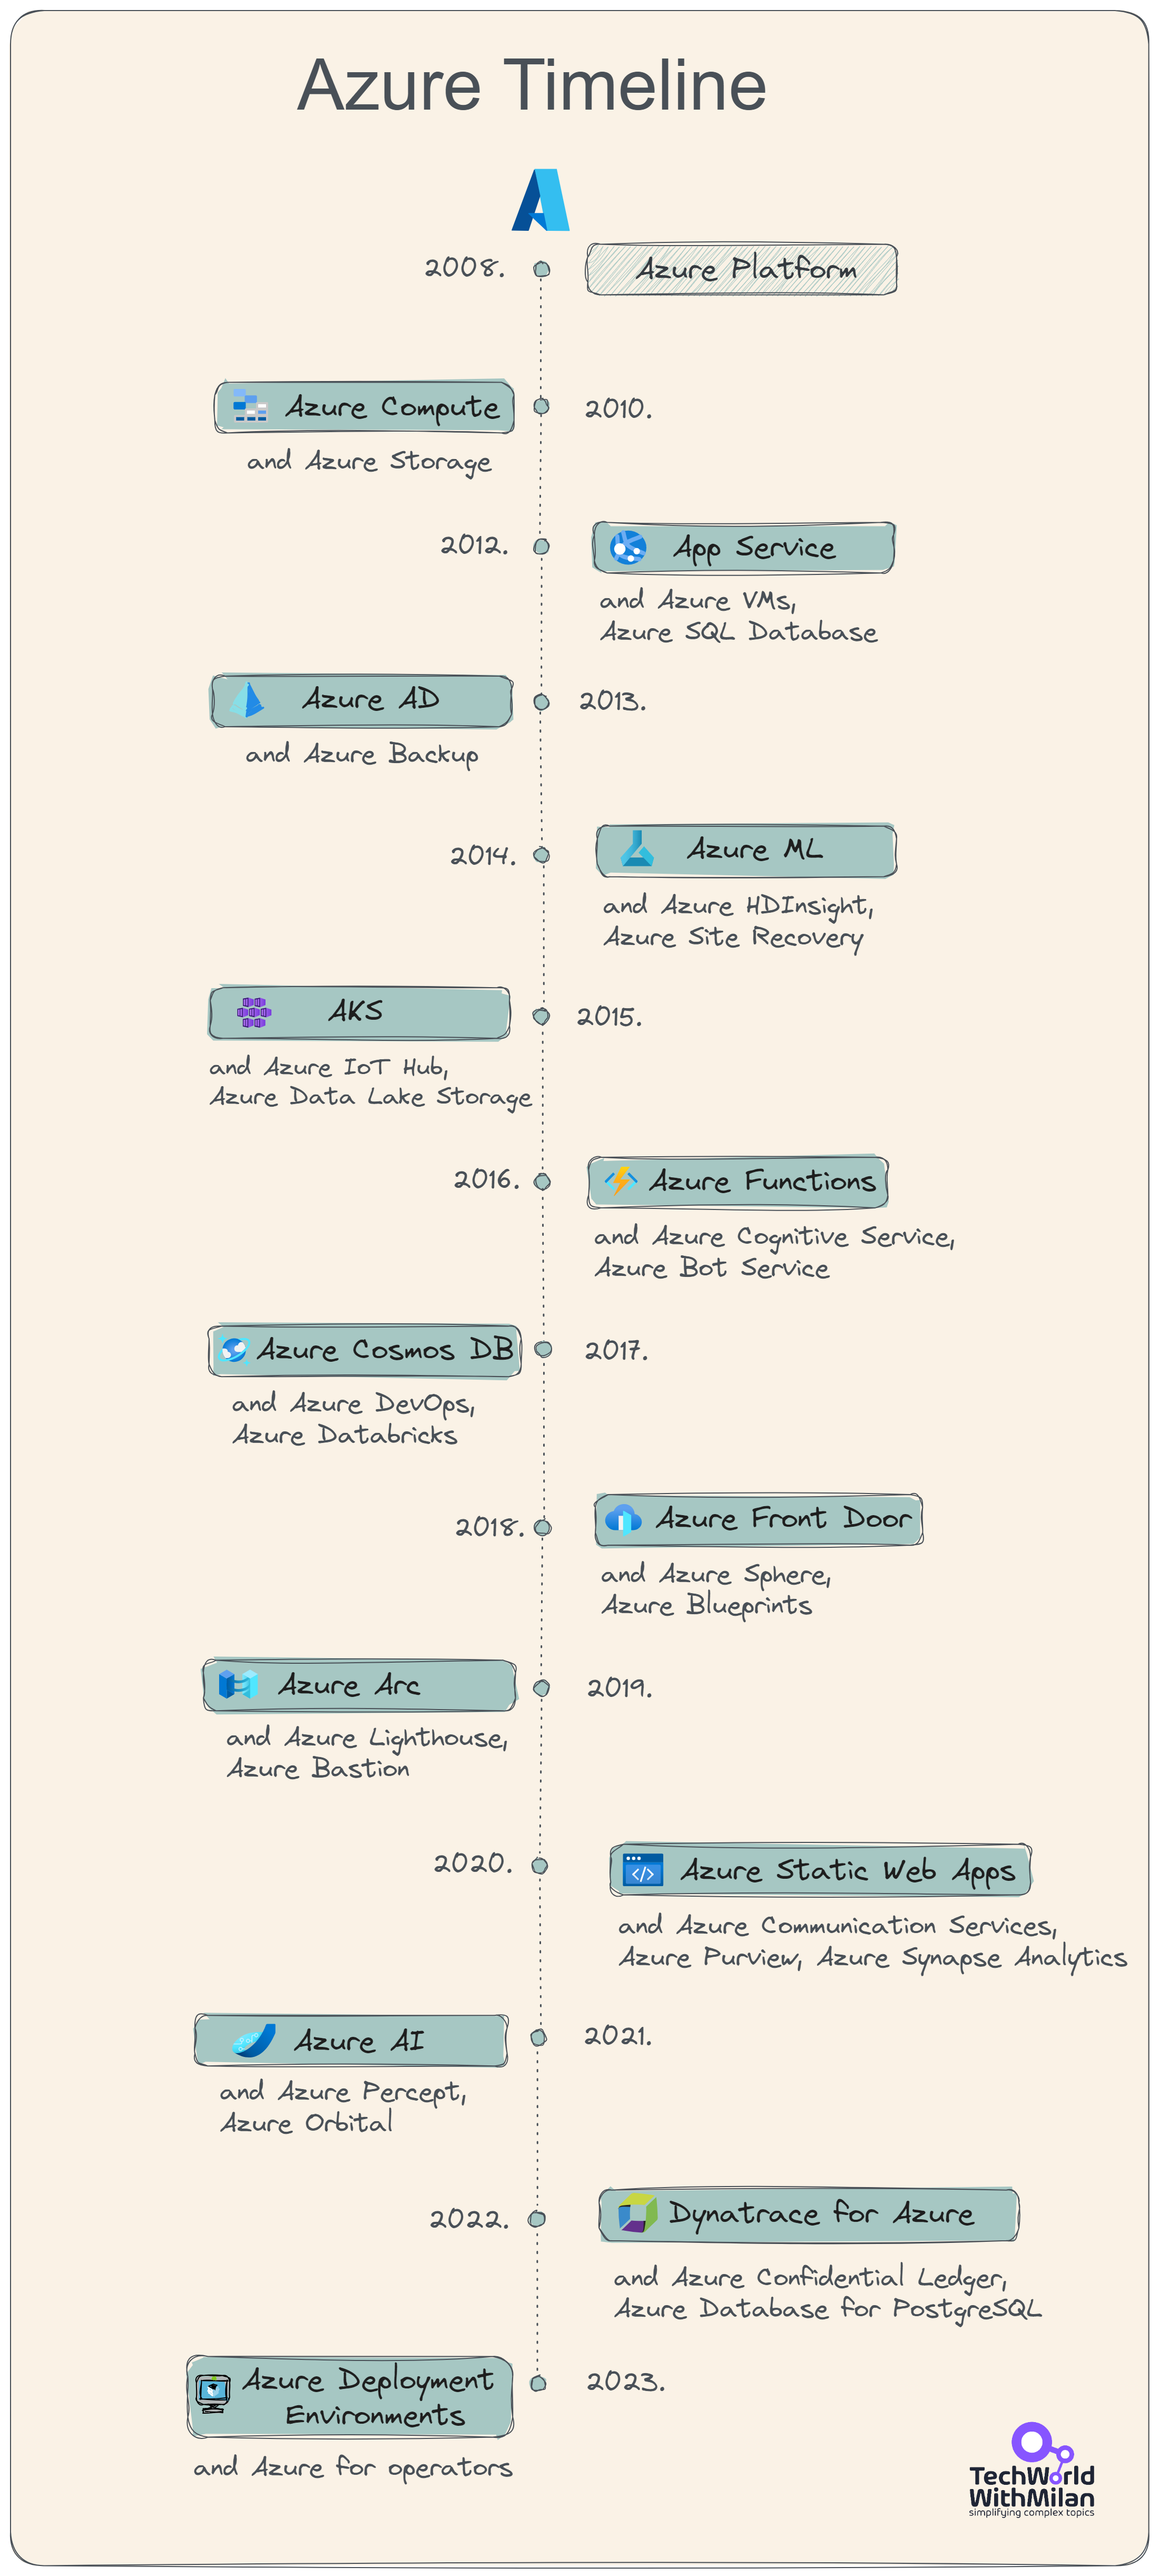 Azure Timeline
2008.
Azure Platform
Azure Compute
2010.
and Azure Storage
2012.
App Service
and Azure VMs,
Azure SQL Database
Azure AD
2013.
and Azure Backup
2014.
Azure ML
and Azure HDInsight,
Azure Site Recovery
AKS
2015.
and Azure IoT Hub,
Azure Data Lake Storage
2016.
Azure Functions
and Azure Cognitive Service,
Azure Bot Service
Azure Cosmos DB
2017.
and Azure DevOps,
Azure Databricks
2018.
Azure Front Door
and Azure Sphere,
Azure Blueprints
Azure Arc
2019.
and Azure Lighthouse,
Azure Bastion
2020.
Azure Static Web Apps
and Azure Communication Services,
Azure Purview, Azure Synapse Analytics
Azure AI
2021.
and Azure Percept,
Azure Orbital
2022.
Dynatrace for Azure
and Azure Confidential Ledger,
Azure Database for PostgreSQL
Azure Deployment
Environments
2023.
and Azure for operators
TechWorld
WithMilan
simplifying complex topics